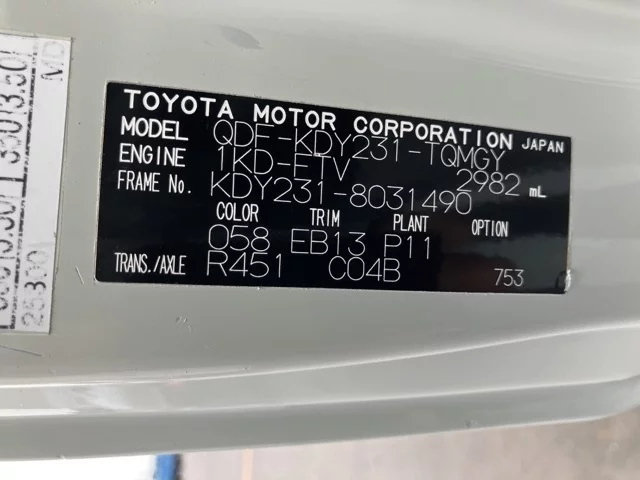 TOYOTA MOTOR CORPORATION JAPAN
MODEL QDF-KDY231-TQMGY
ENGINE 1KD-FTV 2982 mL
FRAME No. KDY231-8031490
COLOR TRIM PLANT OPTION
058 EB13 P11
TRANS./AXLE R451 C04B 753
MD